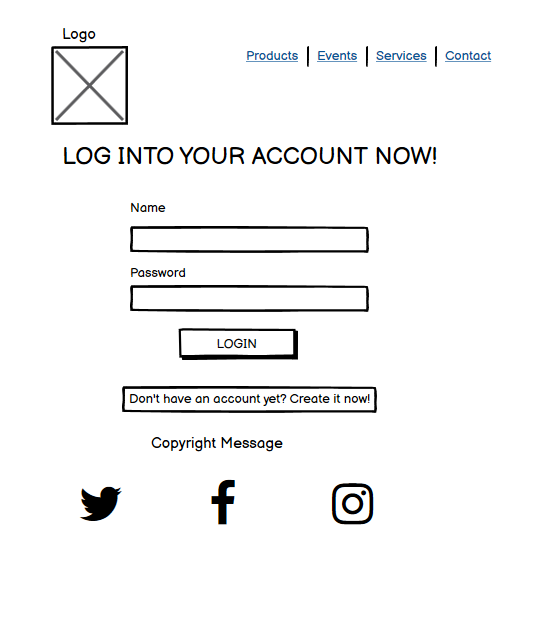 Logo
Products | Events | Services | Contact
LOG INTO YOUR ACCOUNT NOW!
Name
Password
LOGIN
Don't have an account yet? Create it now!
Copyright Message